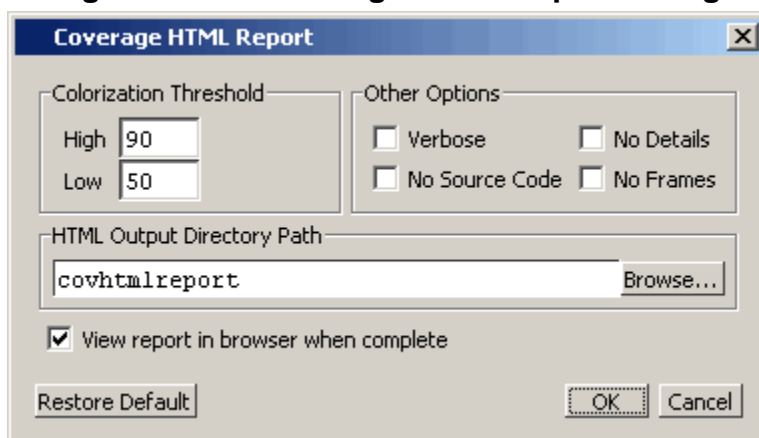 Coverage HTML Report
Colorization Threshold
High 90
Low 50
Other Options
Verbose No Details
No Source Code No Frames
HTML Output Directory Path
covhtmlreport Browse...
View report in browser when complete
Restore Default OK Cancel